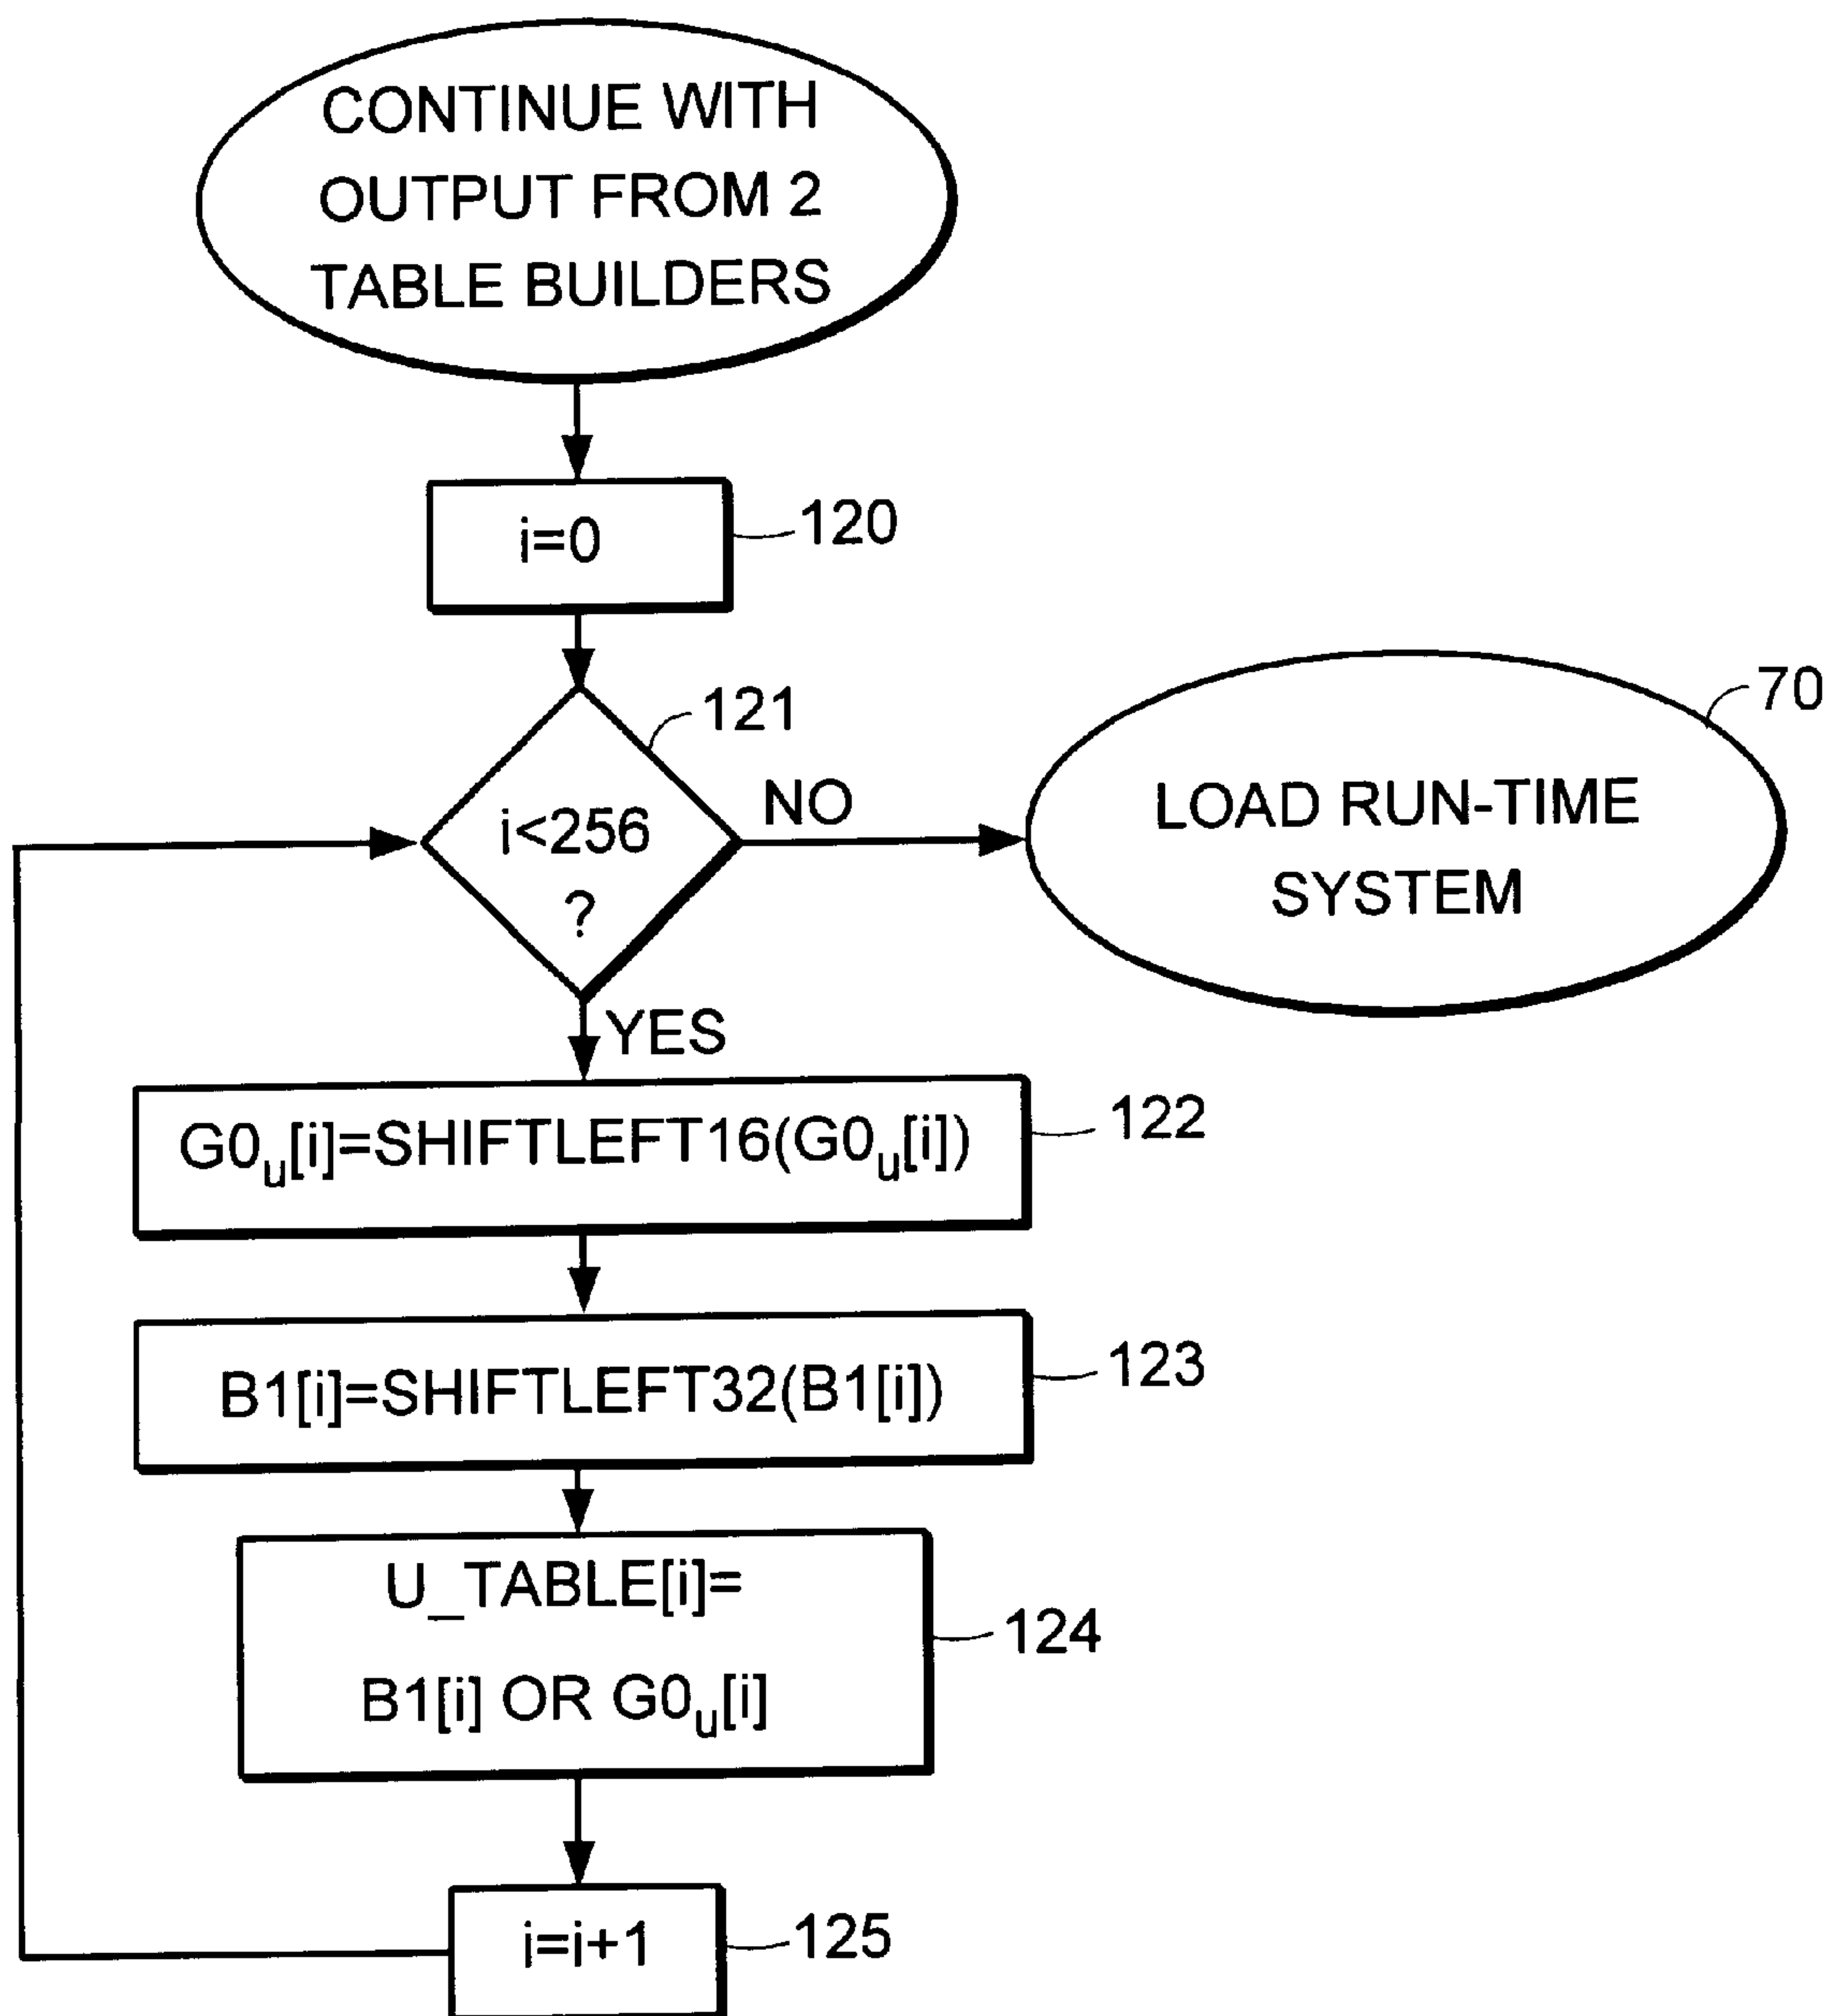 CONTINUE WITH
OUTPUT FROM 2
TABLE BUILDERS
i=0
120
121
i<256
?
NO
70
LOAD RUN-TIME
SYSTEM
YES
G0u[i]=SHIFTLEFT16(G0u[i])
122
B1[i]=SHIFTLEFT32(B1[i])
123
U_TABLE[i]=
B1[i] OR G0u[i]
124
i=i+1
125